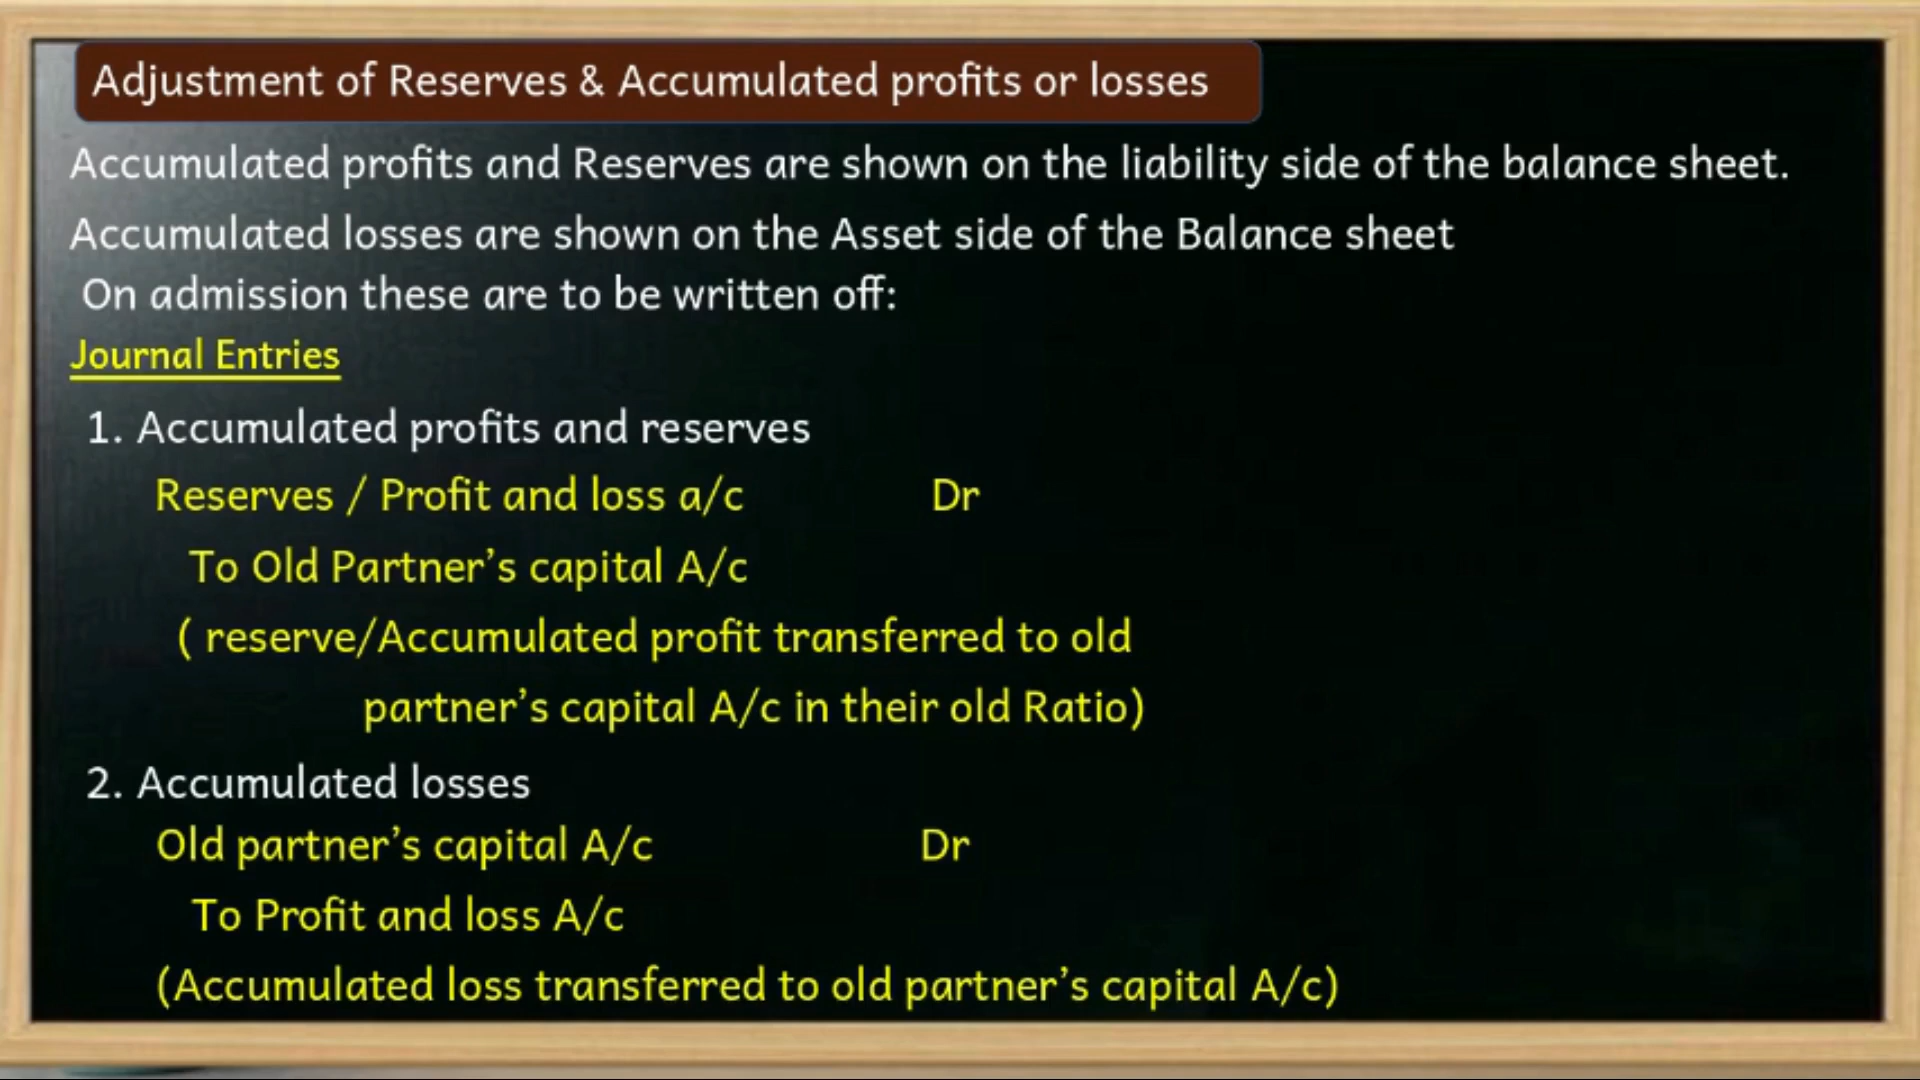 Adjustment of Reserves & Accumulated profits or losses
Accumulated profits and Reserves are shown on the liability side of the balance sheet.
Accumulated losses are shown on the Asset side of the Balance sheet
On admission these are to be written off:
Journal Entries
1. Accumulated profits and reserves
Reserves / Profit and loss a/c Dr
To Old Partner’s capital A/c
( reserve/Accumulated profit transferred to old
partner’s capital A/c in their old Ratio)
2. Accumulated losses
Old partner’s capital A/c Dr
To Profit and loss A/c
(Accumulated loss transferred to old partner’s capital A/c)